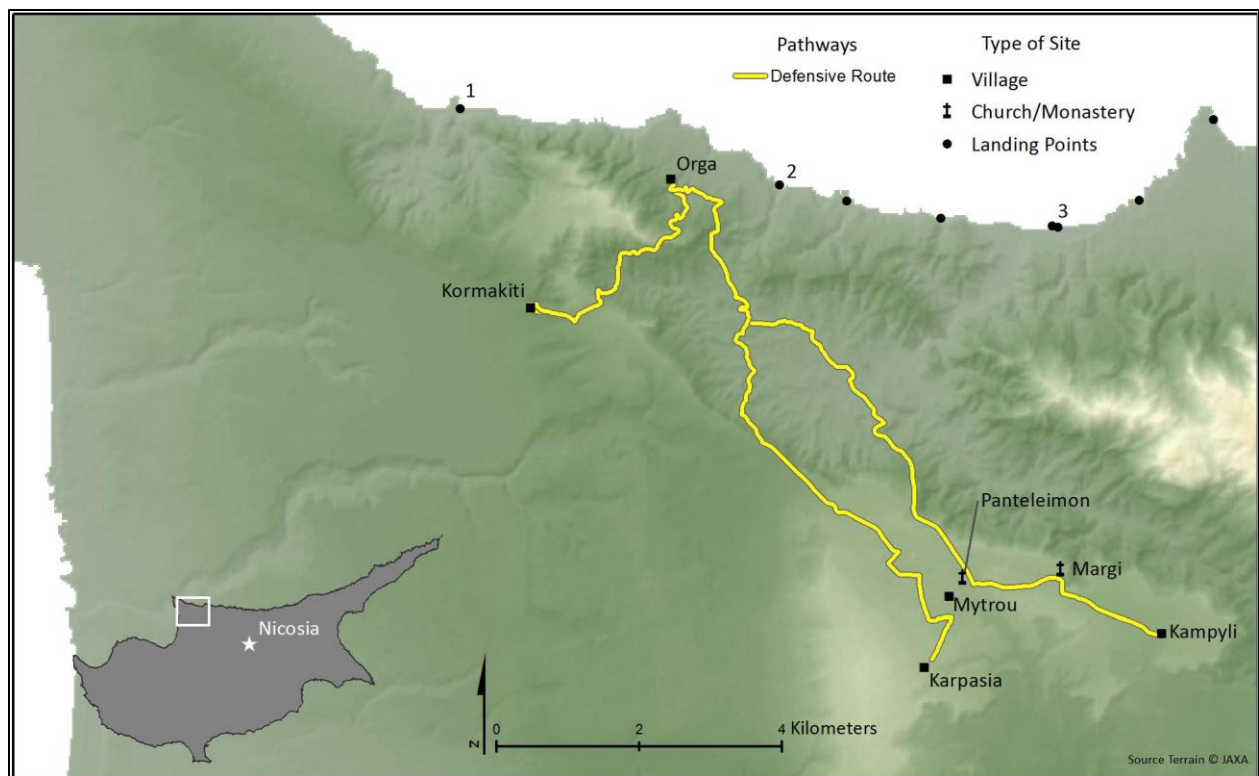 Pathways
Defensive Route
Type of Site
Village
Church/Monastery
Landing Points
1
Orga
2
3
Kormakiti
Panteleimon
Margi
Mytrou
Kampyli
Karpasia
Nicosia
N
0 2 4 Kilometers
Source Terrain © JAXA